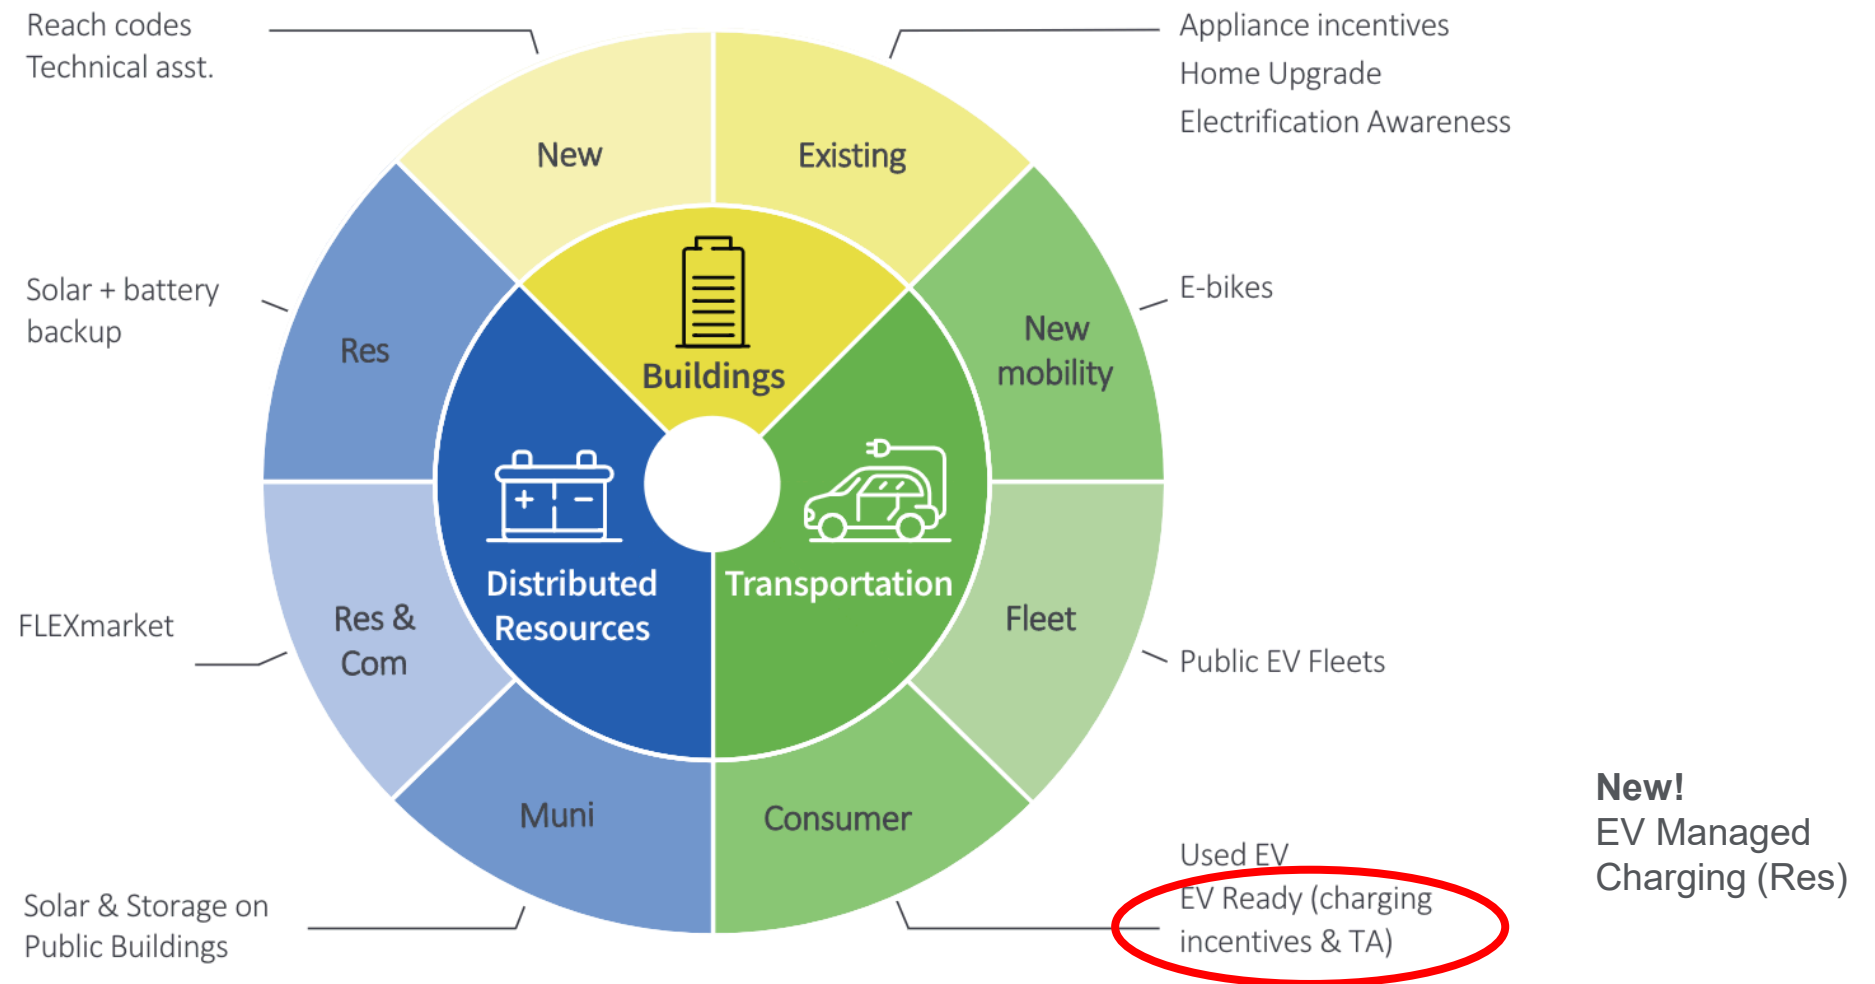 Reach codes
Technical asst.
Appliance incentives
Home Upgrade
Electrification Awareness
New
Existing
Solar + battery
backup
Res
Buildings
New
mobility
E-bikes
+ -
Distributed
Resources
Transportation
FLEXmarket
Res &
Com
Fleet
Public EV Fleets
Muni
Consumer
Solar & Storage on
Public Buildings
Used EV
EV Ready (charging
incentives & TA)
New!
EV Managed
Charging (Res)